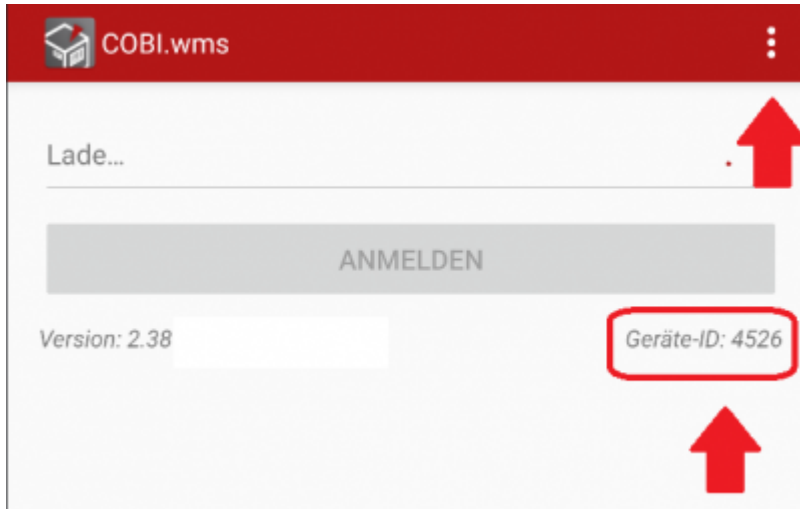 COBI.wms
Lade...
ANMELDEN
Version: 2.38
Geräte-ID: 4526